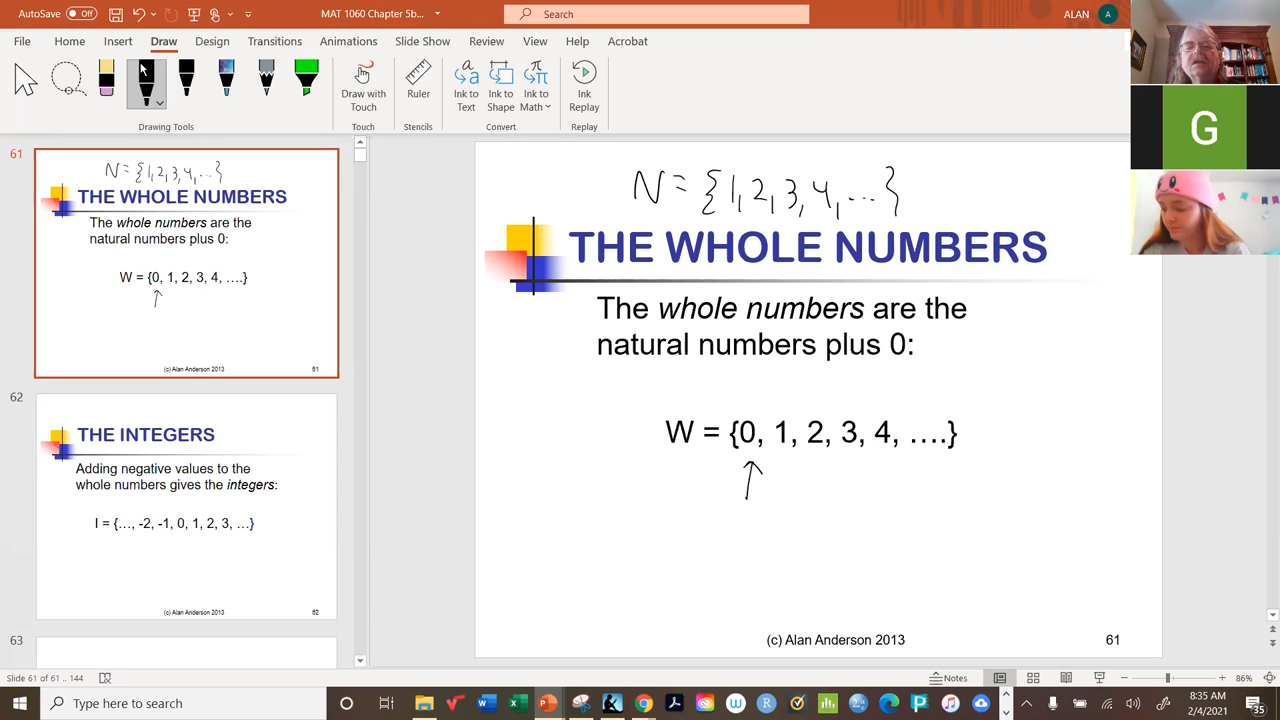 AutoSave Off MAT 1060 Chapter 5b... Search ALAN A
File Home Insert Draw Design Transitions Animations Slide Show Review View Help Acrobat
Draw with Touch Ruler Ink to Text Ink to Shape Ink to Math Ink Replay
Drawing Tools Touch Stencils Convert Replay
61
N = {1, 2, 3, 4, ...}
THE WHOLE NUMBERS
The whole numbers are the
natural numbers plus 0:
W = {0, 1, 2, 3, 4, ....}
(c) Alan Anderson 2013 61
62
THE INTEGERS
Adding negative values to the
whole numbers gives the integers:
I = {..., -2, -1, 0, 1, 2, 3, ...}
(c) Alan Anderson 2013 62
63
N = {1, 2, 3, 4, ...}
THE WHOLE NUMBERS
The whole numbers are the
natural numbers plus 0:
W = {0, 1, 2, 3, 4, ....}
(c) Alan Anderson 2013 61
G
Slide 61 of 61 .. 144 Notes 86%
Type here to search 8:35 AM
2/4/2021 35